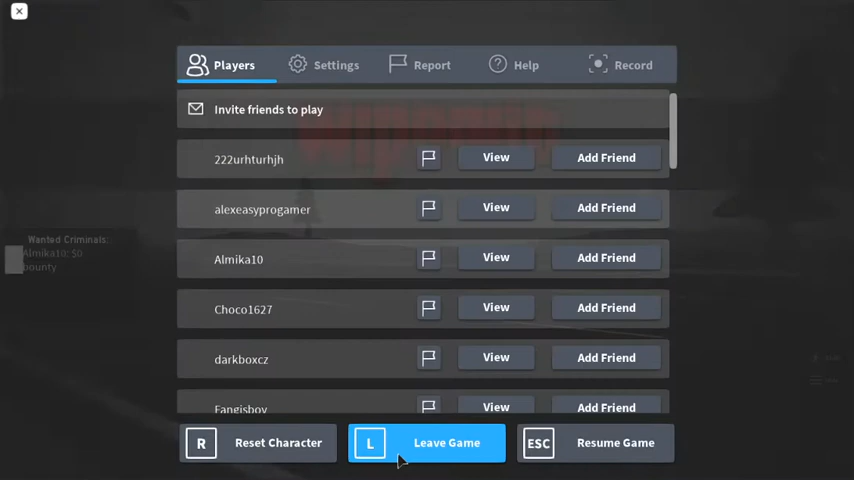 Players Settings Report Help Record
Invite friends to play
222urhturhjh View Add Friend
alexeasyprogamer View Add Friend
Wanted Criminals:
Almika10: $0
bounty
Almika10 View Add Friend
Choco1627 View Add Friend
darkboxcz View Add Friend
Fangisboy View Add Friend
R Reset Character L Leave Game ESC Resume Game